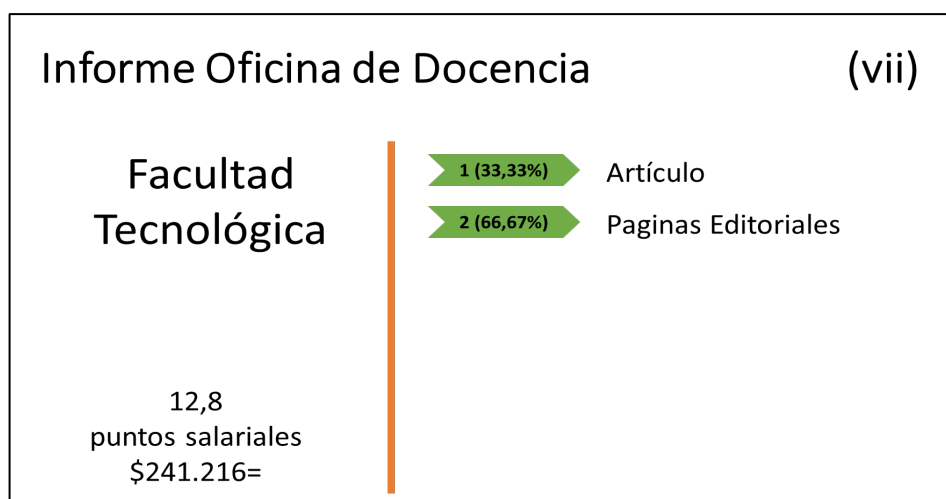 Informe Oficina de Docencia (vii)
Facultad
Tecnológica
1 (33,33%) Artículo
2 (66,67%) Paginas Editoriales
12,8
puntos salariales
$241.216=